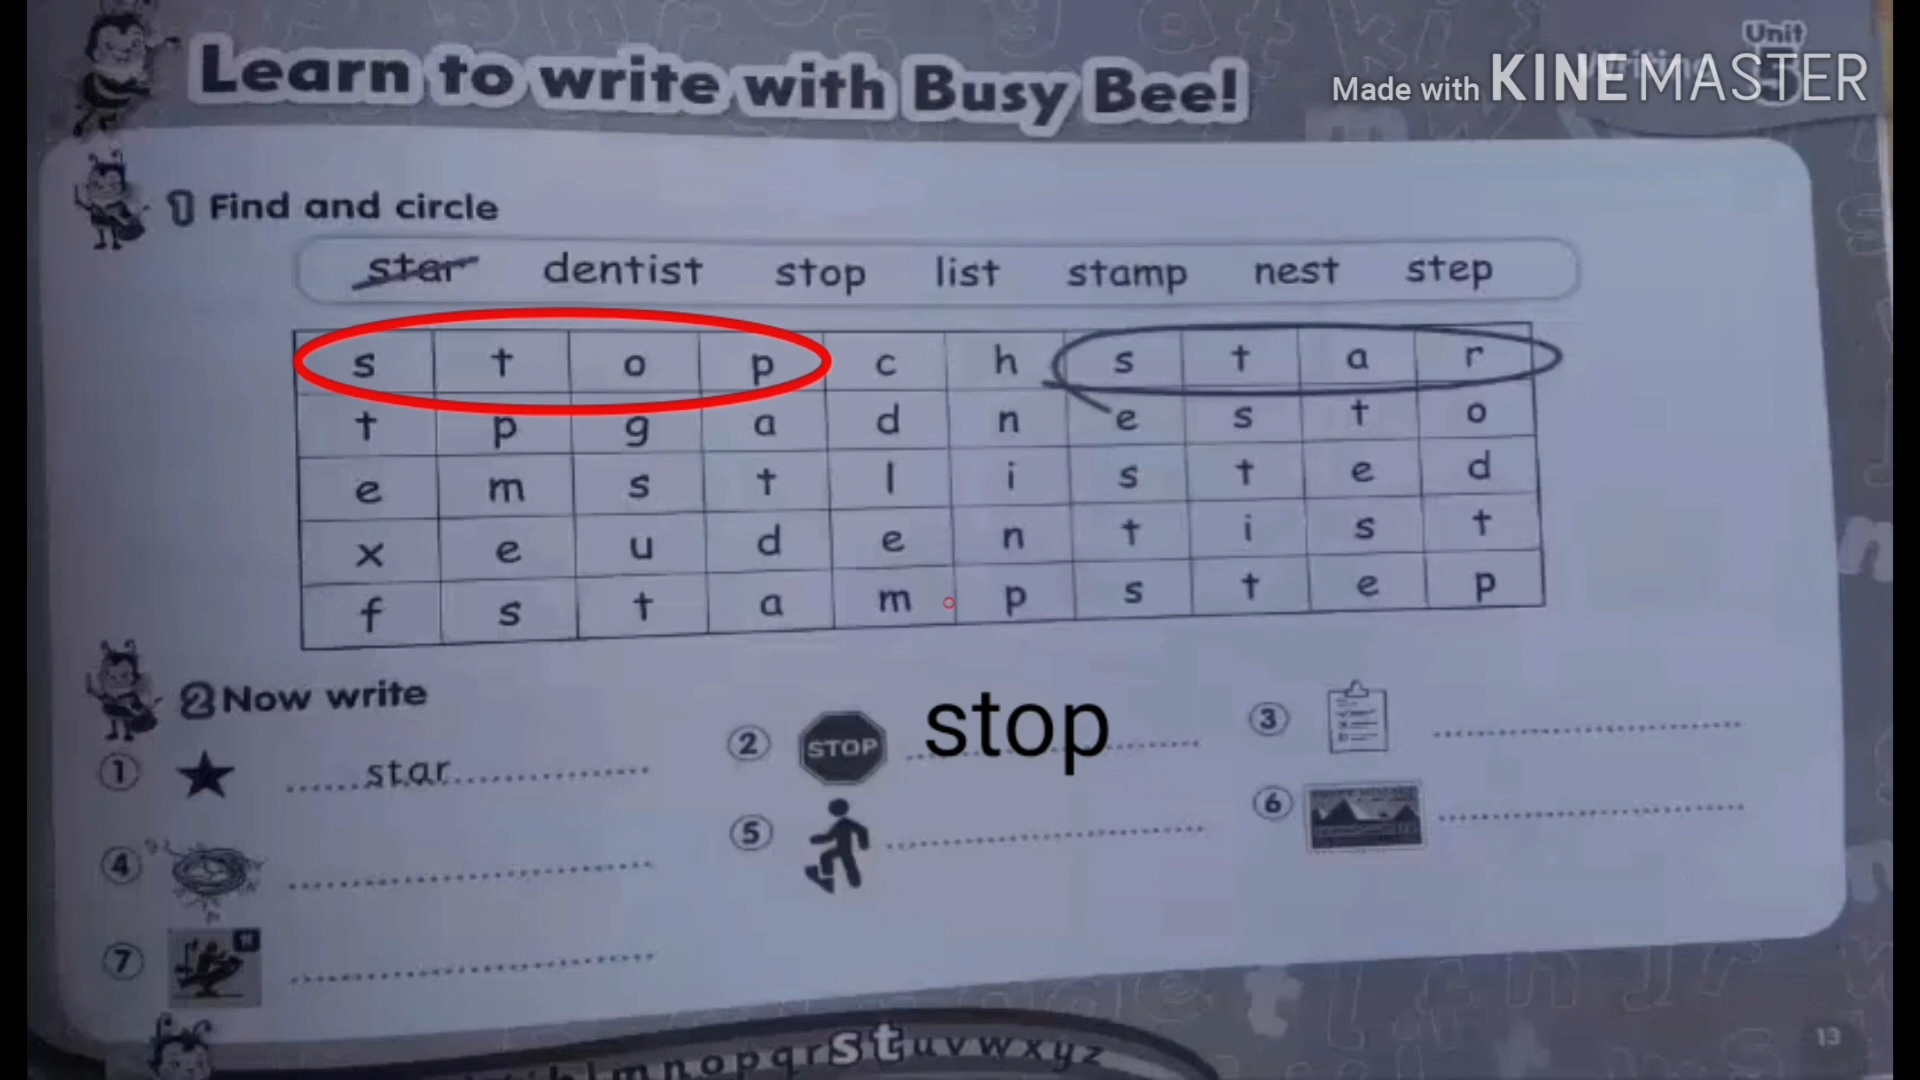 Learn to write with Busy Bee!
Unit
Made with KINEMASTER
1 Find and circle
star dentist stop list stamp nest step
s t o p c h s t a r
t p g a d n e s t o
e m s t l i s t e d
x e u d e n t i s t
f s t a m p s t e p
2 Now write
1 star
2 STOP stop
3
4
5
6
7
l m n o p q r s t u v w x y z
13